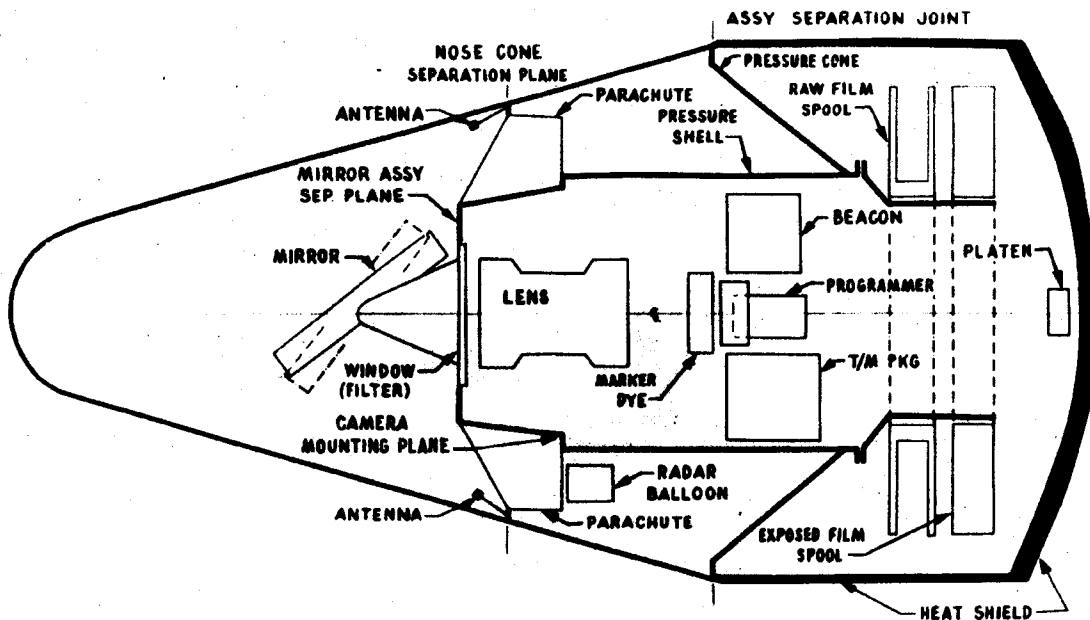 ASSY SEPARATION JOINT
NOSE CONE
SEPARATION PLANE
PRESSURE CONE
ANTENNA
PARACHUTE
RAW FILM
SPOOL
PRESSURE
SHELL
MIRROR ASSY
SEP. PLANE
BEACON
MIRROR
PLATEN
LENS
PROGRAMMER
WINDOW
(FILTER)
MARKER
DYE
T/M PKG
CAMERA
MOUNTING PLANE
RADAR
BALLOON
ANTENNA
PARACHUTE
EXPOSED FILM
SPOOL
HEAT SHIELD